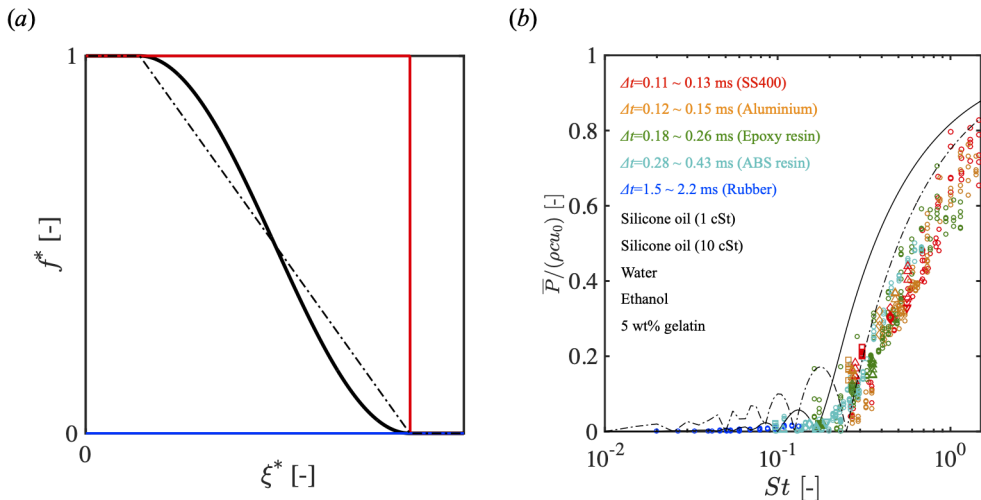 (a)
1
f* [-]
0
0
ξ* [-]
(b)
1
0.8
0.6
0.4
0.2
0
P̅/(ρcu₀) [-]
Δt=0.11 ~ 0.13 ms (SS400)
Δt=0.12 ~ 0.15 ms (Aluminium)
Δt=0.18 ~ 0.26 ms (Epoxy resin)
Δt=0.28 ~ 0.43 ms (ABS resin)
Δt=1.5 ~ 2.2 ms (Rubber)
Silicone oil (1 cSt)
Silicone oil (10 cSt)
Water
Ethanol
5 wt% gelatin
10⁻²
10⁻¹
10⁰
St [-]